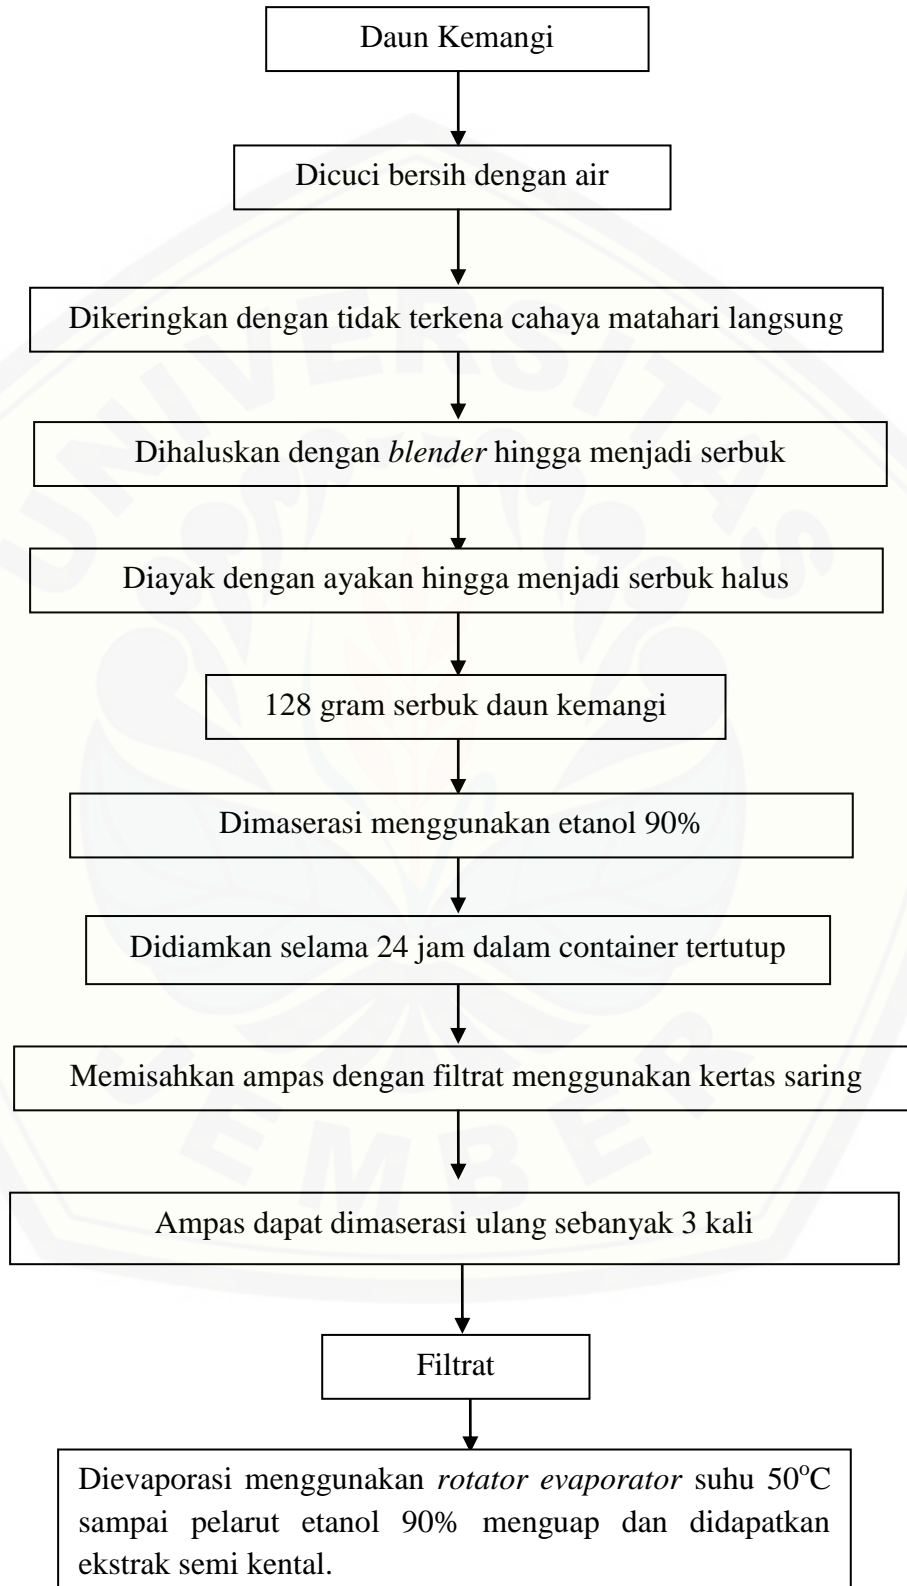 Daun Kemangi
Dicuci bersih dengan air
Dikeringkan dengan tidak terkena cahaya matahari langsung
Dihaluskan dengan blender hingga menjadi serbuk
Diayak dengan ayakan hingga menjadi serbuk halus
128 gram serbuk daun kemangi
Dimaserasi menggunakan etanol 90%
Didiamkan selama 24 jam dalam container tertutup
Memisahkan ampas dengan filtrat menggunakan kertas saring
Ampas dapat dimaserasi ulang sebanyak 3 kali
Filtrat
Dievaporasi menggunakan rotator evaporator suhu 50°C
sampai pelarut etanol 90% menguap dan didapatkan
ekstrak semi kental.
UNIVERSITAS
JEMBER